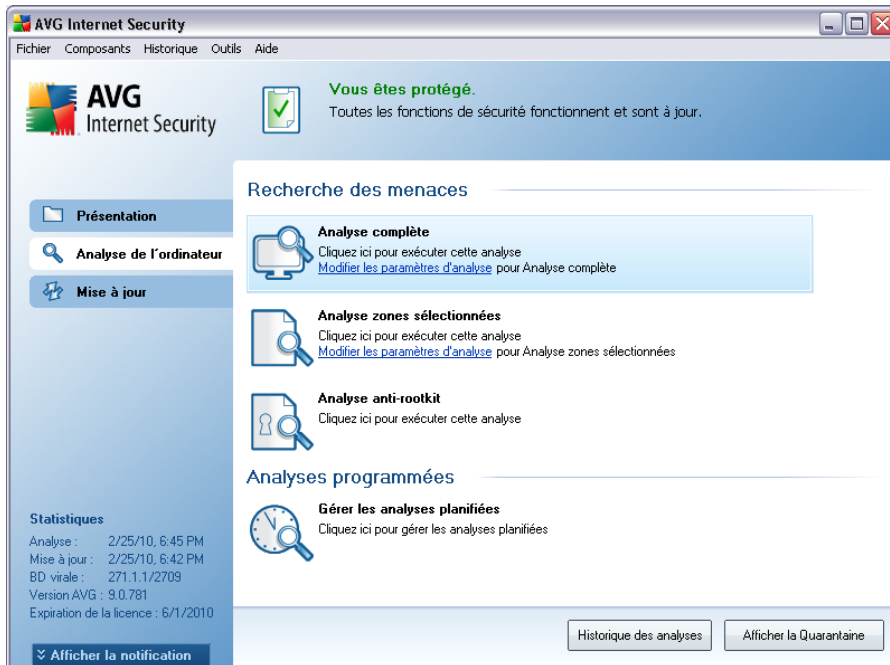 AVG Internet Security
Fichier Composants Historique Outils Aide
AVG
Internet Security
Vous êtes protégé.
Toutes les fonctions de sécurité fonctionnent et sont à jour.
Présentation
Analyse de l´ordinateur
Mise à jour
Recherche des menaces
Analyse complète
Cliquez ici pour exécuter cette analyse
Modifier les paramètres d'analyse pour Analyse complète
Analyse zones sélectionnées
Cliquez ici pour exécuter cette analyse
Modifier les paramètres d'analyse pour Analyse zones sélectionnées
Analyse anti-rootkit
Cliquez ici pour exécuter cette analyse
Analyses programmées
Gérer les analyses planifiées
Cliquez ici pour gérer les analyses planifiées
Statistiques
Analyse : 2/25/10, 6:45 PM
Mise à jour : 2/25/10, 6:42 PM
BD virale : 271.1.1/2709
Version AVG : 9.0.781
Expiration de la licence : 6/1/2010
Afficher la notification
Historique des analyses
Afficher la Quarantaine